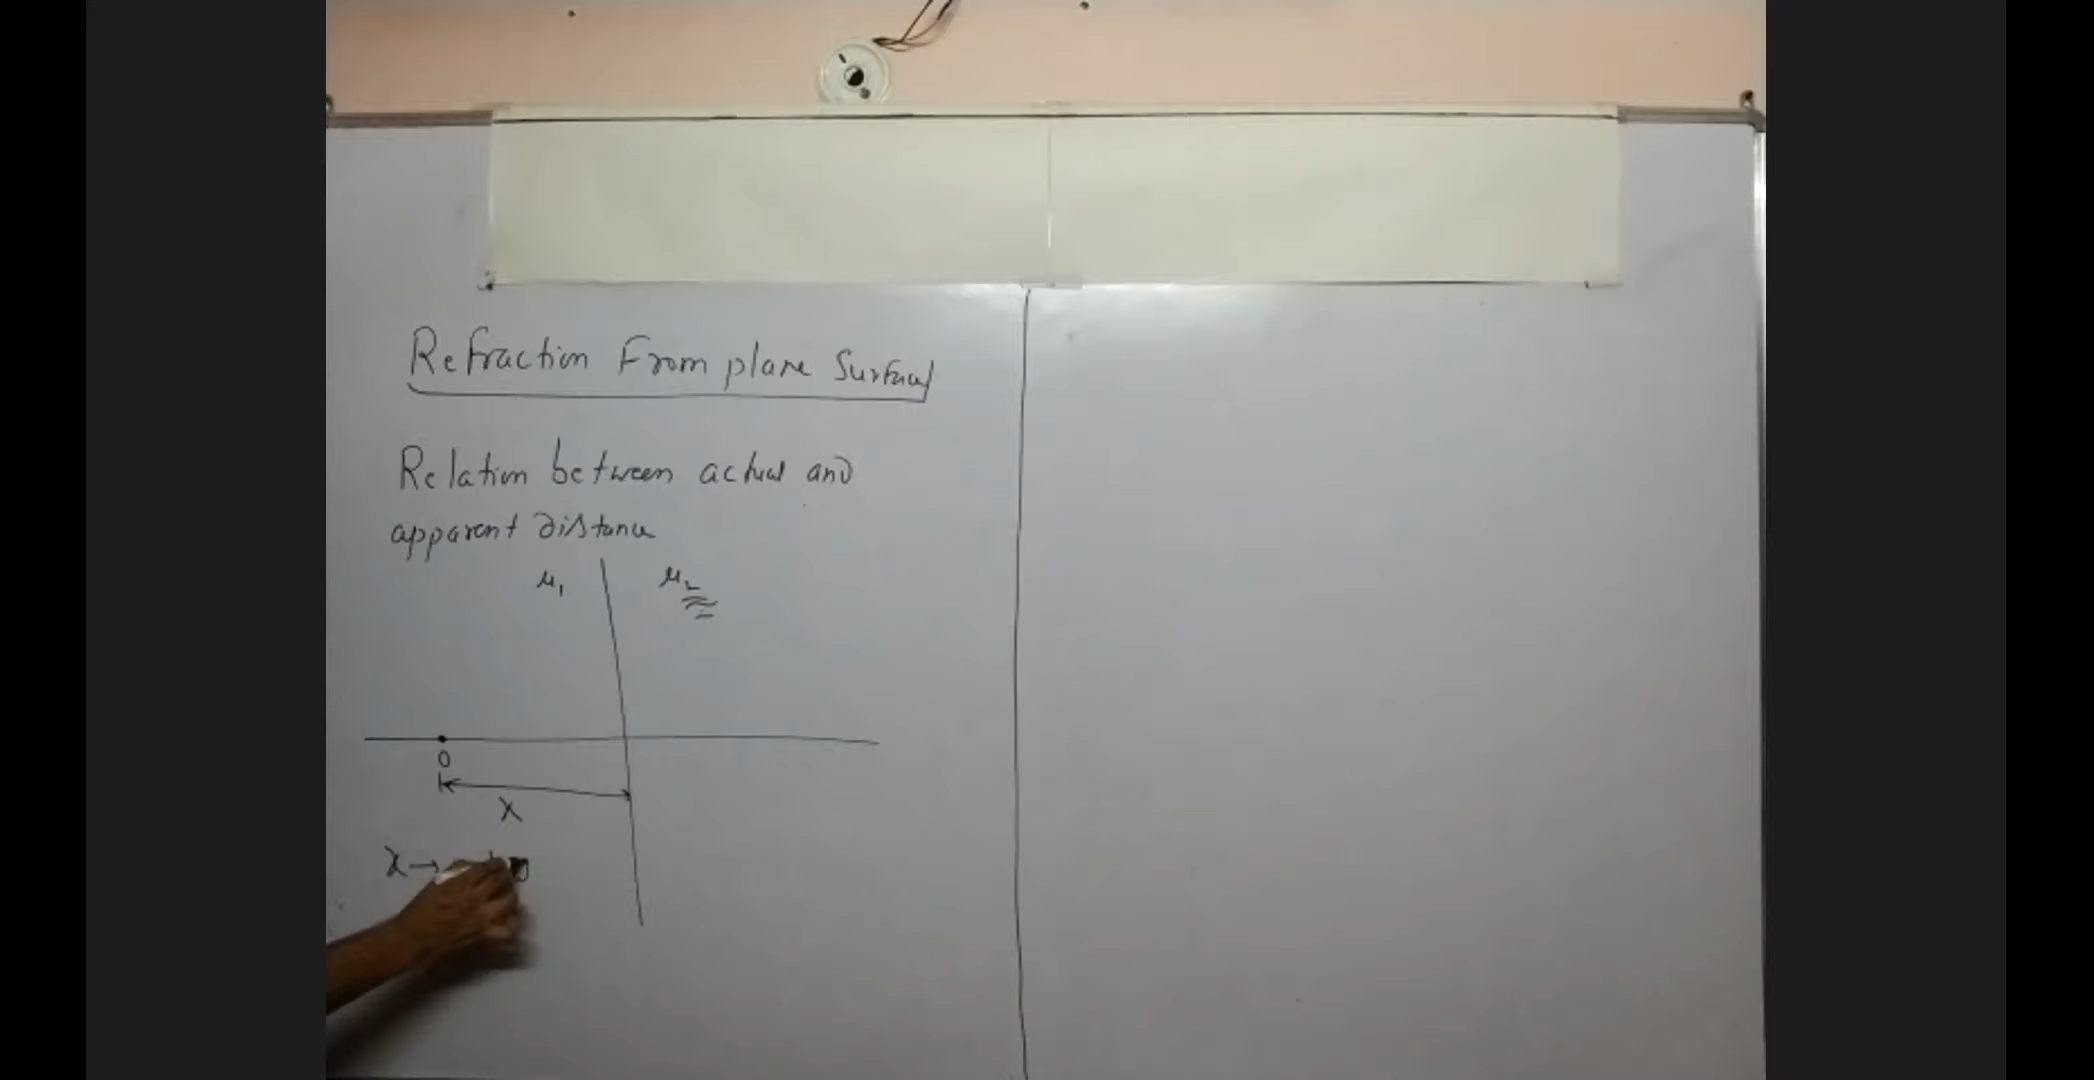 Refraction From plane Surface
Relation between actual and
apparent distance
μ₁ μ₂
O
x
x →